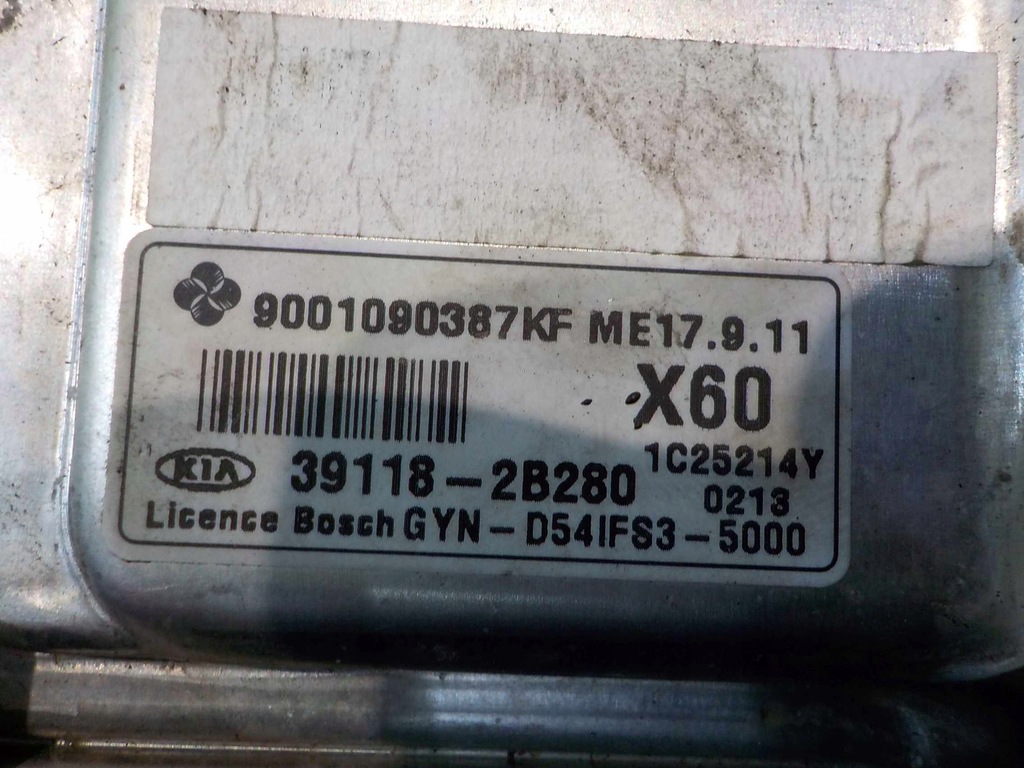 9001090387KF ME17.9.11
X60
1C25214Y
KIA 39118-2B280
0213
Licence Bosch GYN-D54IFS3-5000